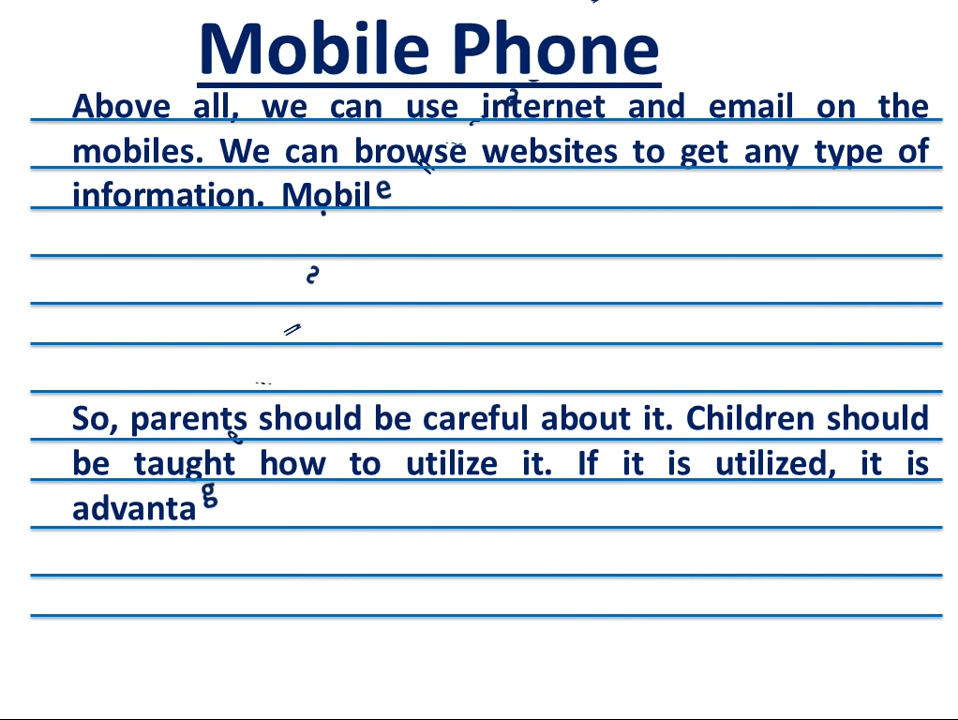 Mobile Phone
Above all, we can use internet and email on the
mobiles. We can browse websites to get any type of
information. Mobile
So, parents should be careful about it. Children should
be taught how to utilize it. If it is utilized, it is
advantag